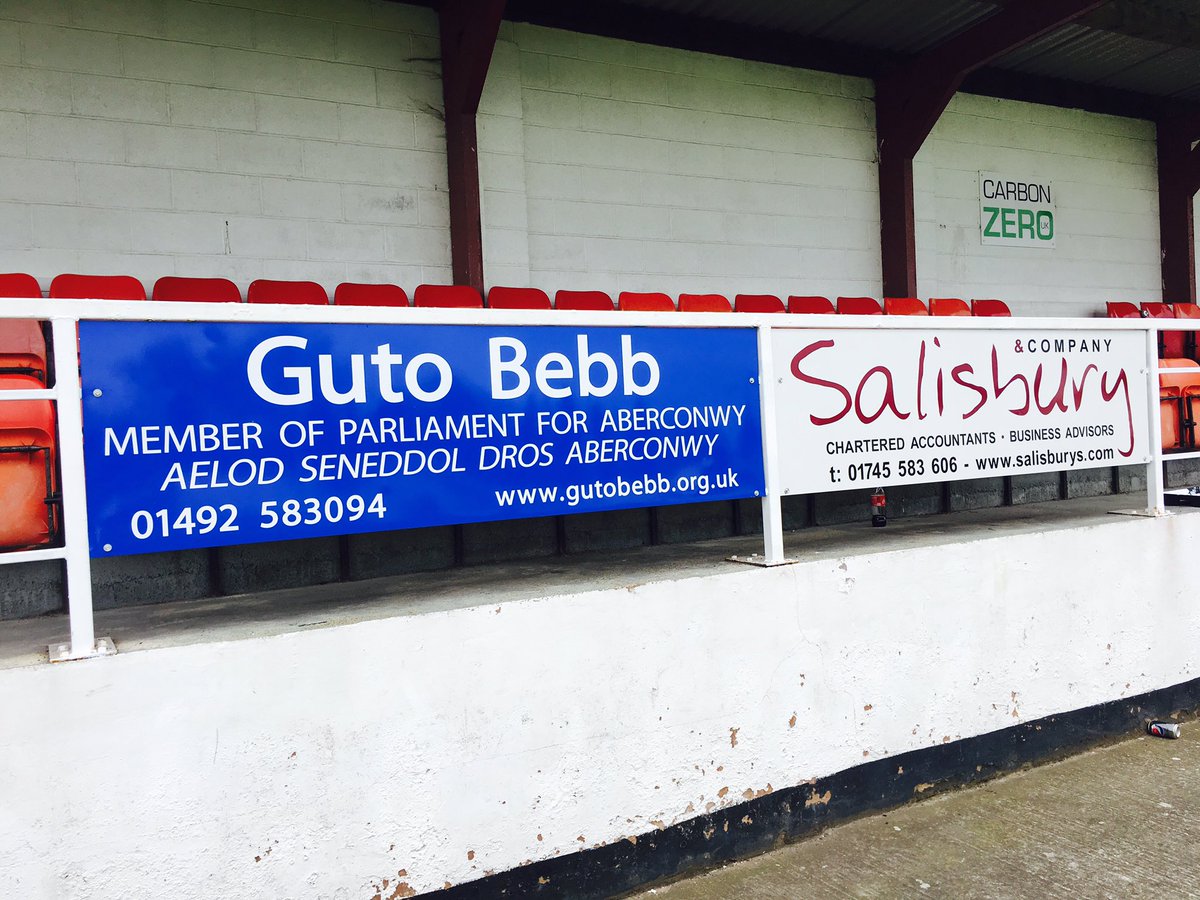 Guto Bebb
MEMBER OF PARLIAMENT FOR ABERCONWY
AELOD SENEDDOL DROS ABERCONWY
01492 583094
www.gutobebb.org.uk
Salisbury
& COMPANY
CHARTERED ACCOUNTANTS · BUSINESS ADVISORS
t: 01745 583 606 - www.salisburys.com
CARBON
ZERO
UK